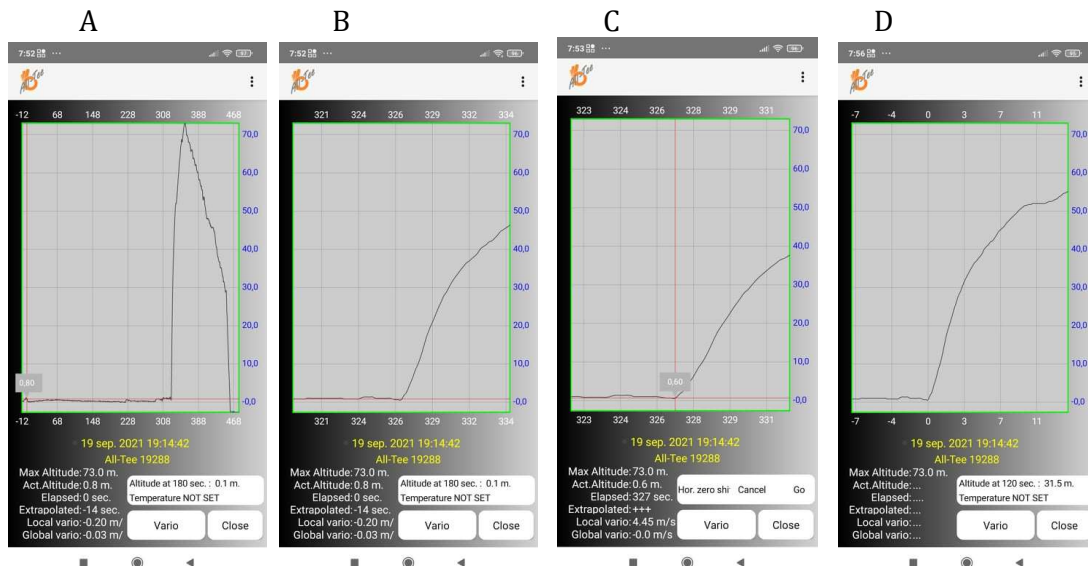 A B C D
7:52 ... 97
-12 68 148 228 308 388 468
70,0
60,0
50,0
40,0
30,0
20,0
10,0
-0,0
0,80
-12 68 148 228 308 388 468
19 sep. 2021 19:14:42
All-Tee 19288
Max Altitude:73.0 m.
Act.Altitude:0.8 m.
Elapsed:0 sec.
Extrapolated:-14 sec.
Local vario:-0.20 m/
Global vario:-0.03 m/
Altitude at 180 sec. : 0.1 m.
Temperature NOT SET
Vario Close
7:52 ... 96
321 324 326 329 332 334
70,0
60,0
50,0
40,0
30,0
20,0
10,0
-0,0
321 324 326 329 332 334
19 sep. 2021 19:14:42
All-Tee 19288
Max Altitude:73.0 m.
Act.Altitude:0.8 m.
Elapsed:0 sec.
Extrapolated:-14 sec.
Local vario:-0.20 m/
Global vario:-0.03 m/
Altitude at 180 sec. : 0.1 m.
Temperature NOT SET
Vario Close
7:53 ... 96
323 324 326 328 329 331
70,0
60,0
50,0
40,0
30,0
20,0
10,0
-0,0
0,60
323 324 326 328 329 331
19 sep. 2021 19:14:42
All-Tee 19288
Max Altitude:73.0 m.
Act.Altitude:0.6 m.
Elapsed:327 sec.
Extrapolated:+++
Local vario:4.45 m/s
Global vario:-0.0 m/s
Hor. zero shi Cancel Go
Vario Close
7:56 ... 95
-7 -4 0 3 7 11
70,0
60,0
50,0
40,0
30,0
20,0
10,0
-0,0
-7 -4 0 3 7 11
19 sep. 2021 19:14:42
All-Tee 19288
Max Altitude:73.0 m.
Act.Altitude:...
Elapsed:...
Extrapolated:...
Local vario:...
Global vario:...
Altitude at 120 sec. : 31.5 m.
Temperature NOT SET
Vario Close